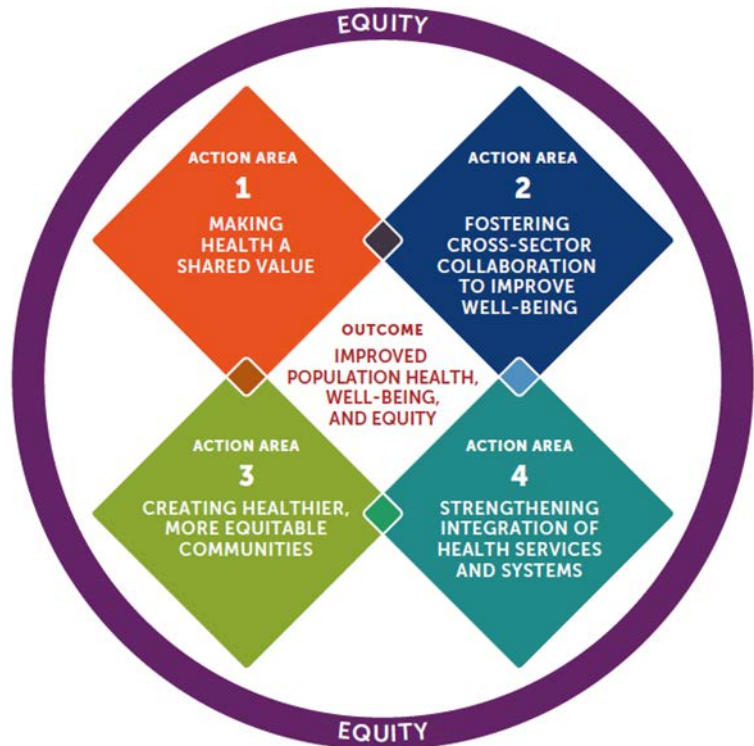 EQUITY
ACTION AREA
1
MAKING
HEALTH A
SHARED VALUE
ACTION AREA
2
FOSTERING
CROSS-SECTOR
COLLABORATION
TO IMPROVE
WELL-BEING
OUTCOME
IMPROVED
POPULATION HEALTH,
WELL-BEING,
AND EQUITY
ACTION AREA
3
CREATING HEALTHIER,
MORE EQUITABLE
COMMUNITIES
ACTION AREA
4
STRENGTHENING
INTEGRATION OF
HEALTH SERVICES
AND SYSTEMS
EQUITY